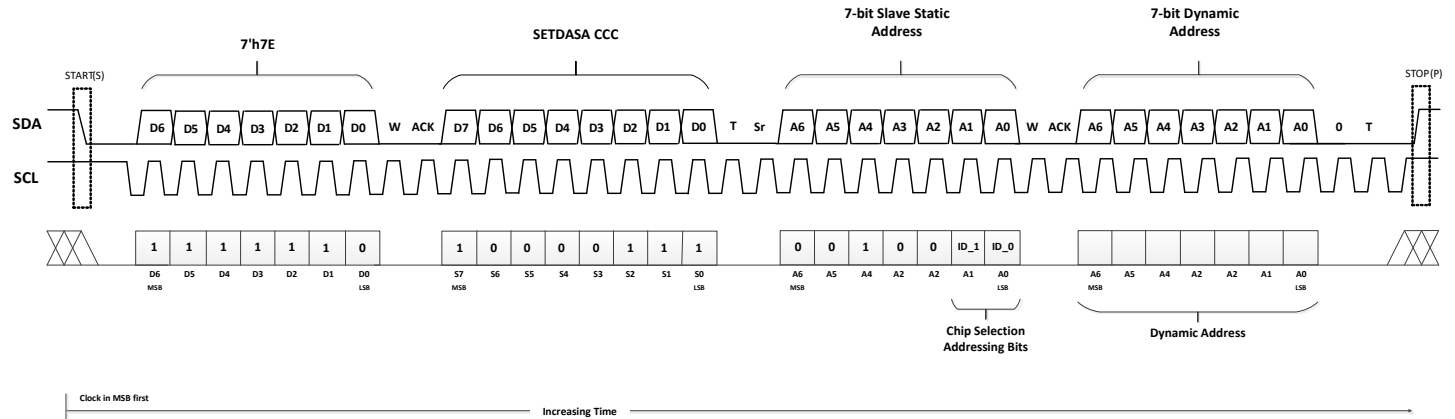 7-bit Slave Static
Address
7-bit Dynamic
Address
7'h7E
SETDASA CCC
START(S)
STOP(P)
SDA D6 D5 D4 D3 D2 D1 D0 W ACK D7 D6 D5 D4 D3 D2 D1 D0 T Sr A6 A5 A4 A3 A2 A1 A0 W ACK A6 A5 A4 A3 A2 A1 A0 0 T
SCL
1 1 1 1 1 1 0 1 0 0 0 0 1 1 1 0 0 1 0 0 ID_1 ID_0
D6 D5 D4 D3 D2 D1 D0 S7 S6 S5 S4 S3 S2 S1 S0 A6 A5 A4 A2 A2 A1 A0 A6 A5 A4 A2 A2 A1 A0
MSB LSB MSB LSB MSB LSB MSB LSB
Chip Selection
Addressing Bits
Dynamic Address
Clock in MSB first
Increasing Time